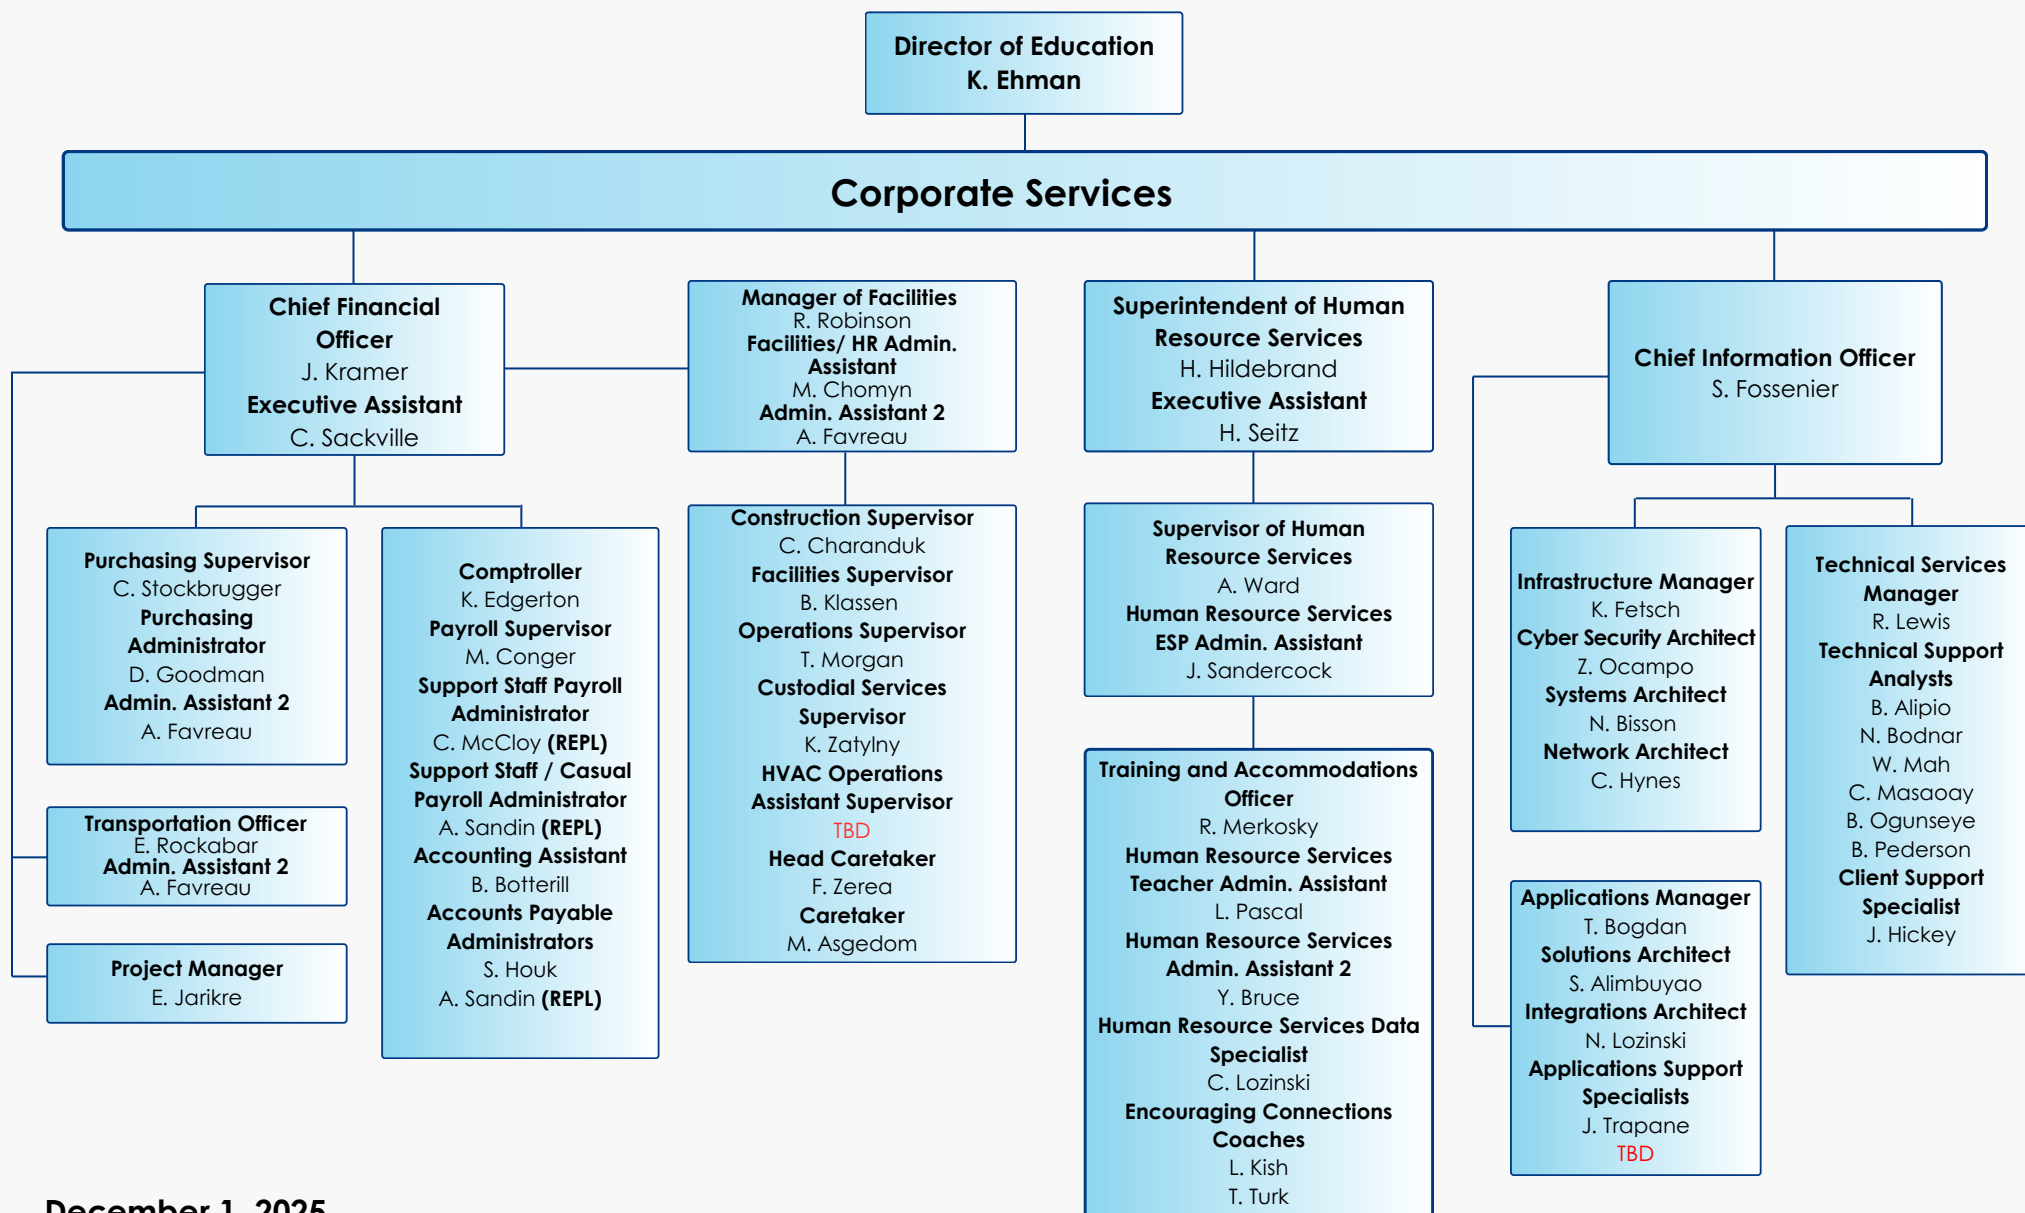 Director of Education
K. Ehman
Corporate Services
Chief Financial
Officer
J. Kramer
Executive Assistant
C. Sackville
Manager of Facilities
R. Robinson
Facilities/ HR Admin.
Assistant
M. Chomyn
Admin. Assistant 2
A. Favreau
Superintendent of Human
Resource Services
H. Hildebrand
Executive Assistant
H. Seitz
Chief Information Officer
S. Fossenier
Purchasing Supervisor
C. Stockbrugger
Purchasing
Administrator
D. Goodman
Admin. Assistant 2
A. Favreau
Transportation Officer
E. Rockabar
Admin. Assistant 2
A. Favreau
Project Manager
E. Jarikre
Comptroller
K. Edgerton
Payroll Supervisor
M. Conger
Support Staff Payroll
Administrator
C. McCloy (REPL)
Support Staff / Casual
Payroll Administrator
A. Sandin (REPL)
Accounting Assistant
B. Botterill
Accounts Payable
Administrators
S. Houk
A. Sandin (REPL)
Construction Supervisor
C. Charanduk
Facilities Supervisor
B. Klassen
Operations Supervisor
T. Morgan
Custodial Services
Supervisor
K. Zatylny
HVAC Operations
Assistant Supervisor
TBD
Head Caretaker
F. Zerea
Caretaker
M. Asgedom
Supervisor of Human
Resource Services
A. Ward
Human Resource Services
ESP Admin. Assistant
J. Sandercock
Training and Accommodations
Officer
R. Merkosky
Human Resource Services
Teacher Admin. Assistant
L. Pascal
Human Resource Services
Admin. Assistant 2
Y. Bruce
Human Resource Services Data
Specialist
C. Lozinski
Encouraging Connections
Coaches
L. Kish
T. Turk
Infrastructure Manager
K. Fetsch
Cyber Security Architect
Z. Ocampo
Systems Architect
N. Bisson
Network Architect
C. Hynes
Applications Manager
T. Bogdan
Solutions Architect
S. Alimbuyao
Integrations Architect
N. Lozinski
Applications Support
Specialists
J. Trapane
TBD
Technical Services
Manager
R. Lewis
Technical Support
Analysts
B. Alipio
N. Bodnar
W. Mah
C. Masaoay
B. Ogunseye
B. Pederson
Client Support
Specialist
J. Hickey
December 1, 2025